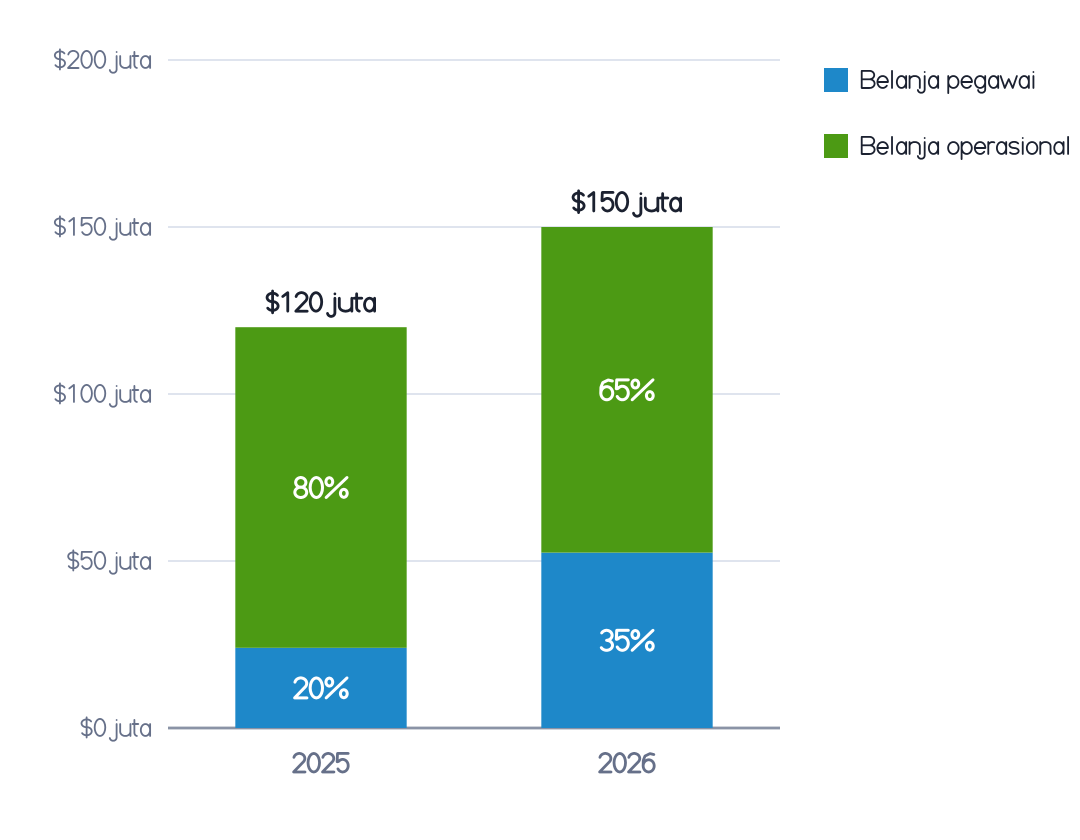 $200 juta
$150 juta
$100 juta
$50 juta
$0 juta
$120 juta
80%
20%
2025
$150 juta
65%
35%
2026
Belanja pegawai
Belanja operasional